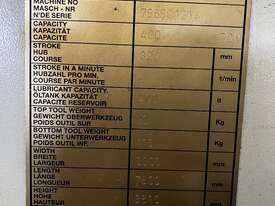 MACHINE NO
MASCH - NR
N'DE SERIE
CAPACITY
KAPAZITÄT
CAPACITE
STROKE
HUB
COURSE
mm
STROKE IN A MINUTE
HUBZAHL PRO MIN.
COURSE PAR MINUTE
1/min
LUBRICANT CAPACITY
ÖLTANK KAPAZITÄT
CAPACITE RESERVOIR
lt
TOP TOOL WEIGHT
GEWICHT OBERWERKZEUG
POIDS OUTIL SUP
Kg
BOTTOM TOOL WEIGHT
GEWICHT UNTERWERKZEUG
POIDS OUTIL INF
Kg
WIDTH
BREITE
LARGEUR
mm
LENGTH
LÄNGE
LONGUEUR
mm
HEIGHT
HÖHE
HAUTEUR
mm